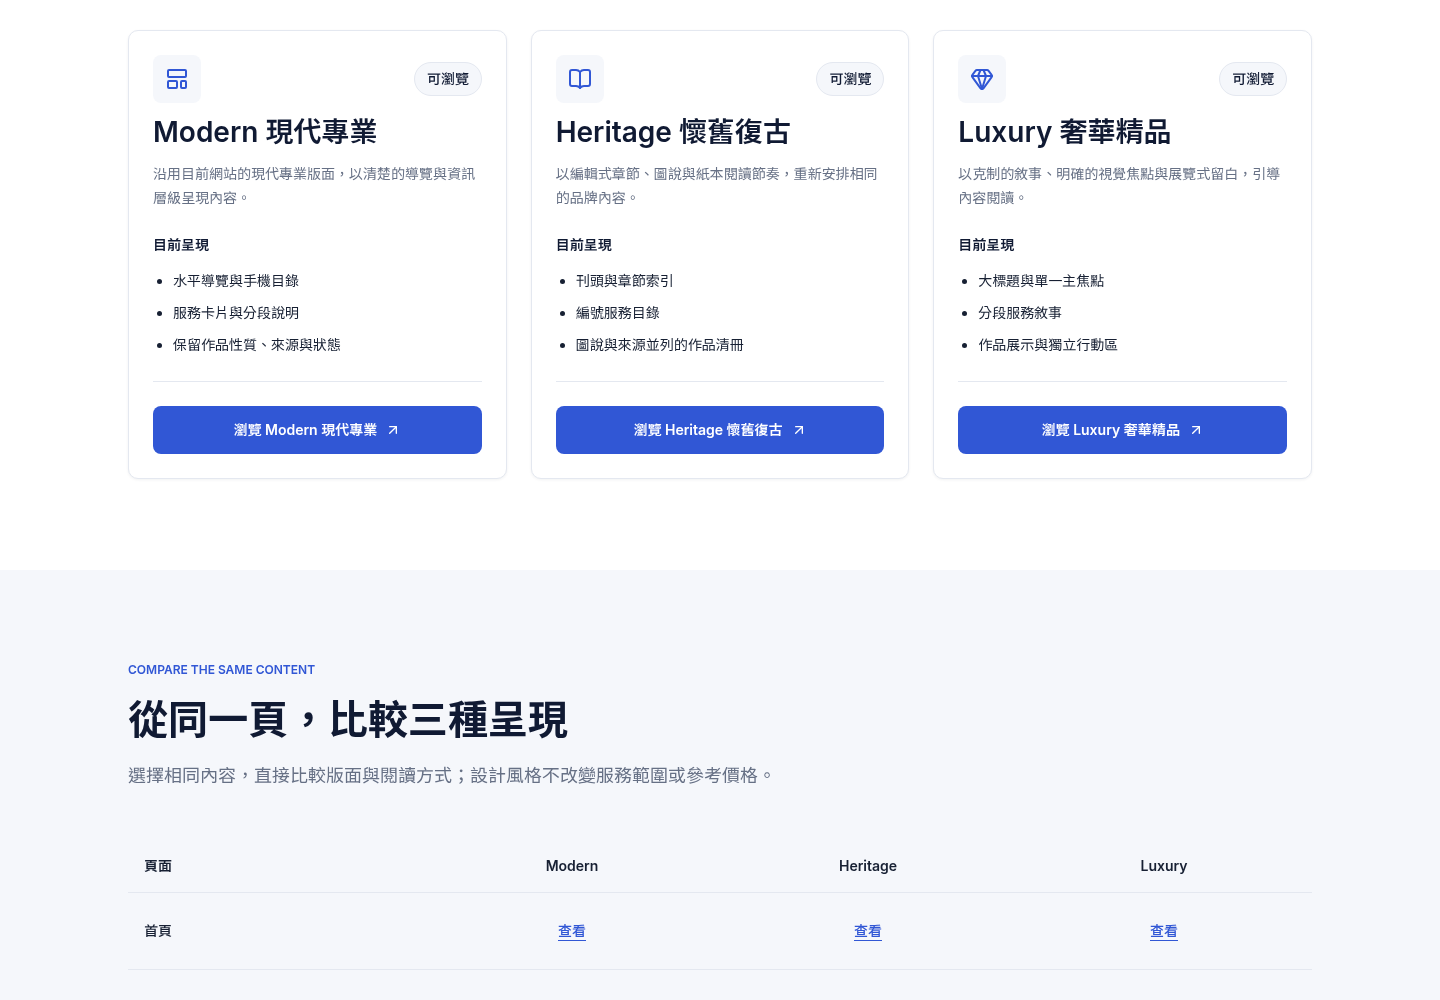 可瀏覽
Modern 現代專業
沿用目前網站的現代專業版面，以清楚的導覽與資訊
層級呈現內容。
目前呈現
水平導覽與手機目錄
服務卡片與分段說明
保留作品性質、來源與狀態
瀏覽 Modern 現代專業
可瀏覽
Heritage 懷舊復古
以編輯式章節、圖說與紙本閱讀節奏，重新安排相同
的品牌內容。
目前呈現
刊頭與章節索引
編號服務目錄
圖說與來源並列的作品清冊
瀏覽 Heritage 懷舊復古
可瀏覽
Luxury 奢華精品
以克制的敘事、明確的視覺焦點與展覽式留白，引導
內容閱讀。
目前呈現
大標題與單一主焦點
分段服務敘事
作品展示與獨立行動區
瀏覽 Luxury 奢華精品
COMPARE THE SAME CONTENT
從同一頁，比較三種呈現
選擇相同內容，直接比較版面與閱讀方式；設計風格不改變服務範圍或參考價格。
頁面 Modern Heritage Luxury
首頁 查看 查看 查看